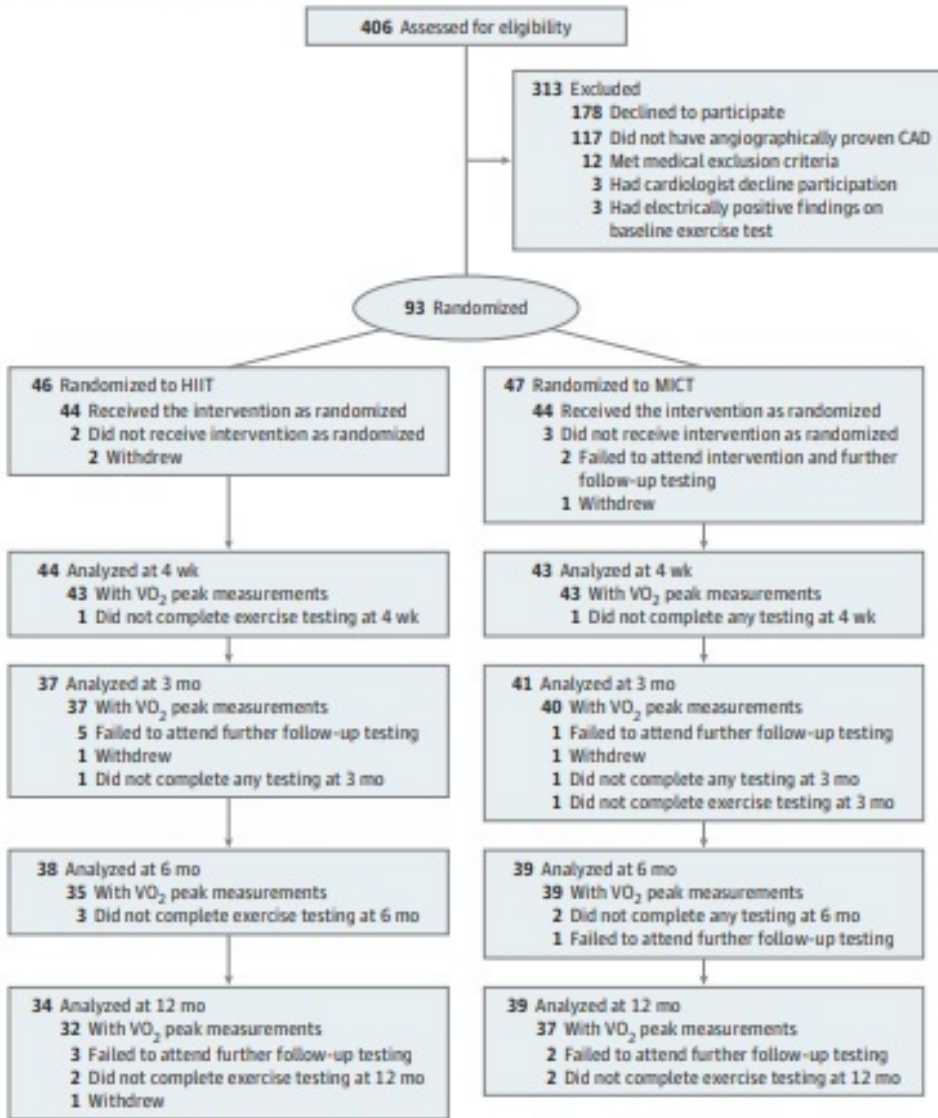 406 Assessed for eligibility
313 Excluded
178 Declined to participate
117 Did not have angiographically proven CAD
12 Met medical exclusion criteria
3 Had cardiologist decline participation
3 Had electrically positive findings on
baseline exercise test
93 Randomized
46 Randomized to HIIT
44 Received the intervention as randomized
2 Did not receive intervention as randomized
2 Withdrew
47 Randomized to MICT
44 Received the intervention as randomized
3 Did not receive intervention as randomized
2 Failed to attend intervention and further
follow-up testing
1 Withdrew
44 Analyzed at 4 wk
43 With VO₂ peak measurements
1 Did not complete exercise testing at 4 wk
43 Analyzed at 4 wk
43 With VO₂ peak measurements
1 Did not complete any testing at 4 wk
37 Analyzed at 3 mo
37 With VO₂ peak measurements
5 Failed to attend further follow-up testing
1 Withdrew
1 Did not complete any testing at 3 mo
41 Analyzed at 3 mo
40 With VO₂ peak measurements
1 Failed to attend further follow-up testing
1 Withdrew
1 Did not complete any testing at 3 mo
1 Did not complete exercise testing at 3 mo
38 Analyzed at 6 mo
35 With VO₂ peak measurements
3 Did not complete exercise testing at 6 mo
39 Analyzed at 6 mo
39 With VO₂ peak measurements
2 Did not complete any testing at 6 mo
1 Failed to attend further follow-up testing
34 Analyzed at 12 mo
32 With VO₂ peak measurements
3 Failed to attend further follow-up testing
2 Did not complete exercise testing at 12 mo
1 Withdrew
39 Analyzed at 12 mo
37 With VO₂ peak measurements
2 Failed to attend further follow-up testing
2 Did not complete exercise testing at 12 mo